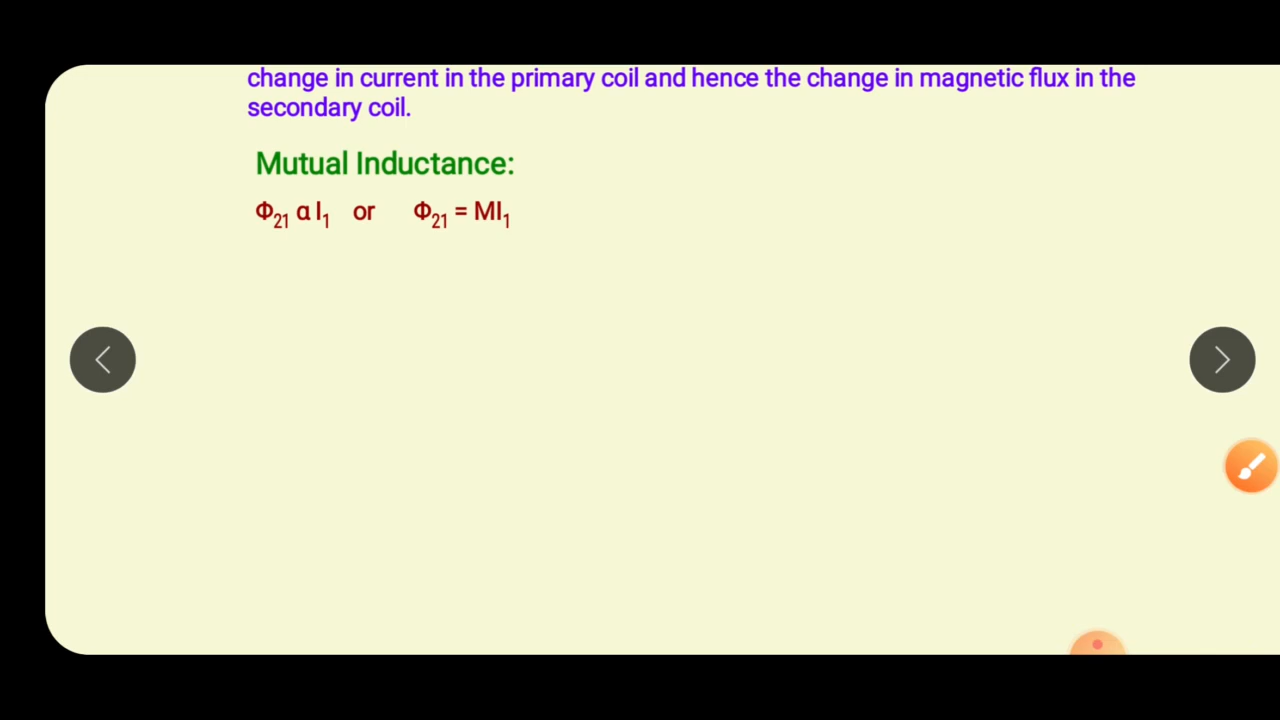 change in current in the primary coil and hence the change in magnetic flux in the
secondary coil.
Mutual Inductance:
Φ₂₁ α I₁ or Φ₂₁ = MI₁